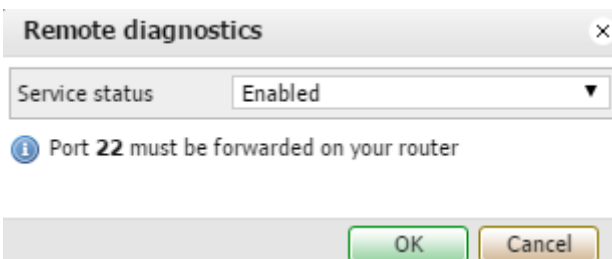 Remote diagnostics
Service status Enabled
Port 22 must be forwarded on your router
OK Cancel